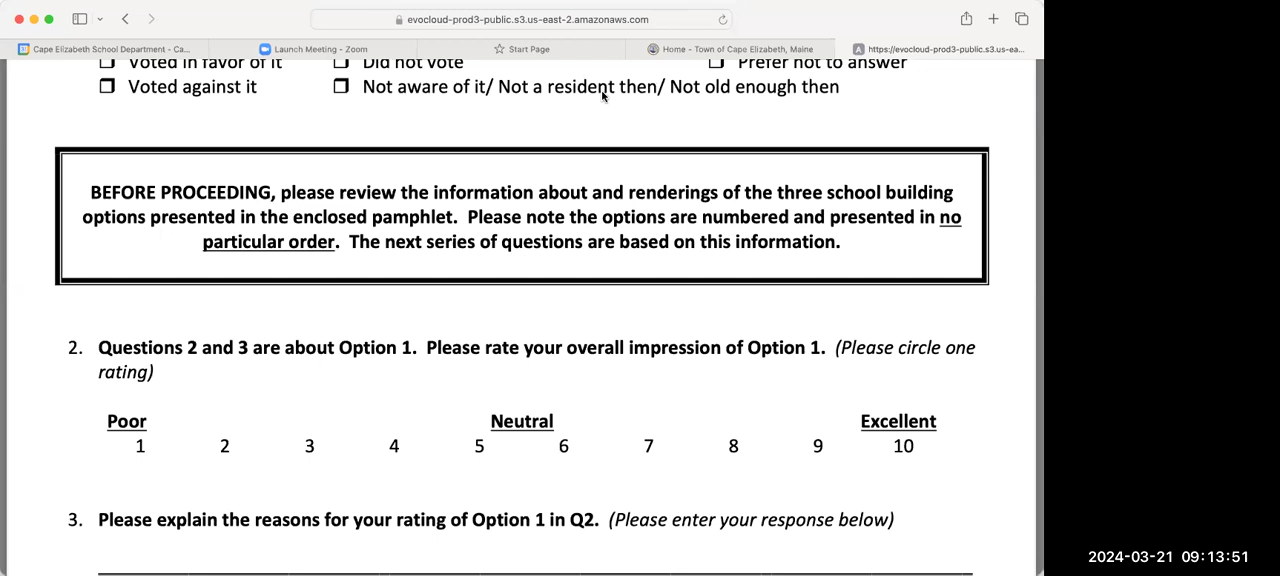 evocloud-prod3-public.s3.us-east-2.amazonaws.com
Cape Elizabeth School Department - Ca...
Launch Meeting - Zoom
Start Page
Home - Town of Cape Elizabeth, Maine
https://evocloud-prod3-public.s3.us-ea...
Voted in favor of it Did not vote Prefer not to answer
Voted against it Not aware of it/ Not a resident then/ Not old enough then
BEFORE PROCEEDING, please review the information about and renderings of the three school building
options presented in the enclosed pamphlet. Please note the options are numbered and presented in no
particular order. The next series of questions are based on this information.
2. Questions 2 and 3 are about Option 1. Please rate your overall impression of Option 1. (Please circle one
rating)
Poor Neutral Excellent
1 2 3 4 5 6 7 8 9 10
3. Please explain the reasons for your rating of Option 1 in Q2. (Please enter your response below)
2024-03-21 09:13:51